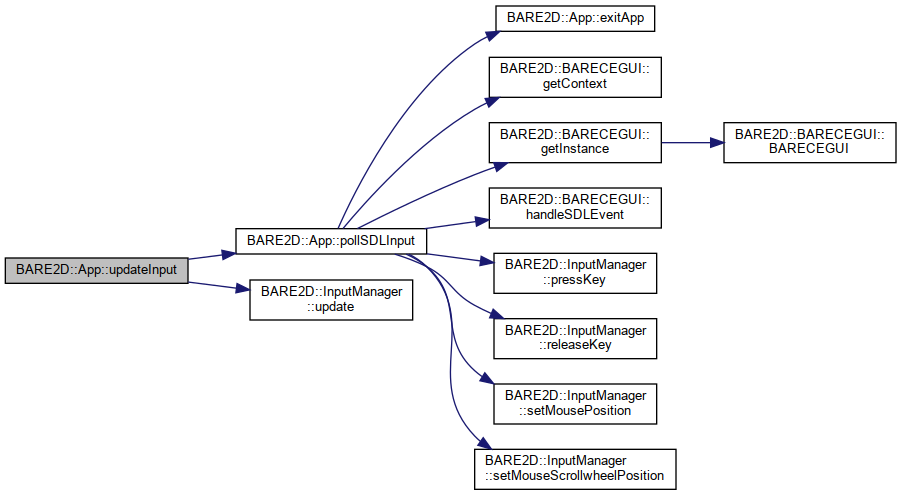 BARE2D::App::exitApp
BARE2D::BARECEGUI::
getContext
BARE2D::BARECEGUI::
getInstance
BARE2D::BARECEGUI::
BARECEGUI
BARE2D::BARECEGUI::
handleSDLEvent
BARE2D::App::pollSDLInput
BARE2D::App::updateInput
BARE2D::InputManager
::update
BARE2D::InputManager
::pressKey
BARE2D::InputManager
::releaseKey
BARE2D::InputManager
::setMousePosition
BARE2D::InputManager
::setMouseScrollwheelPosition